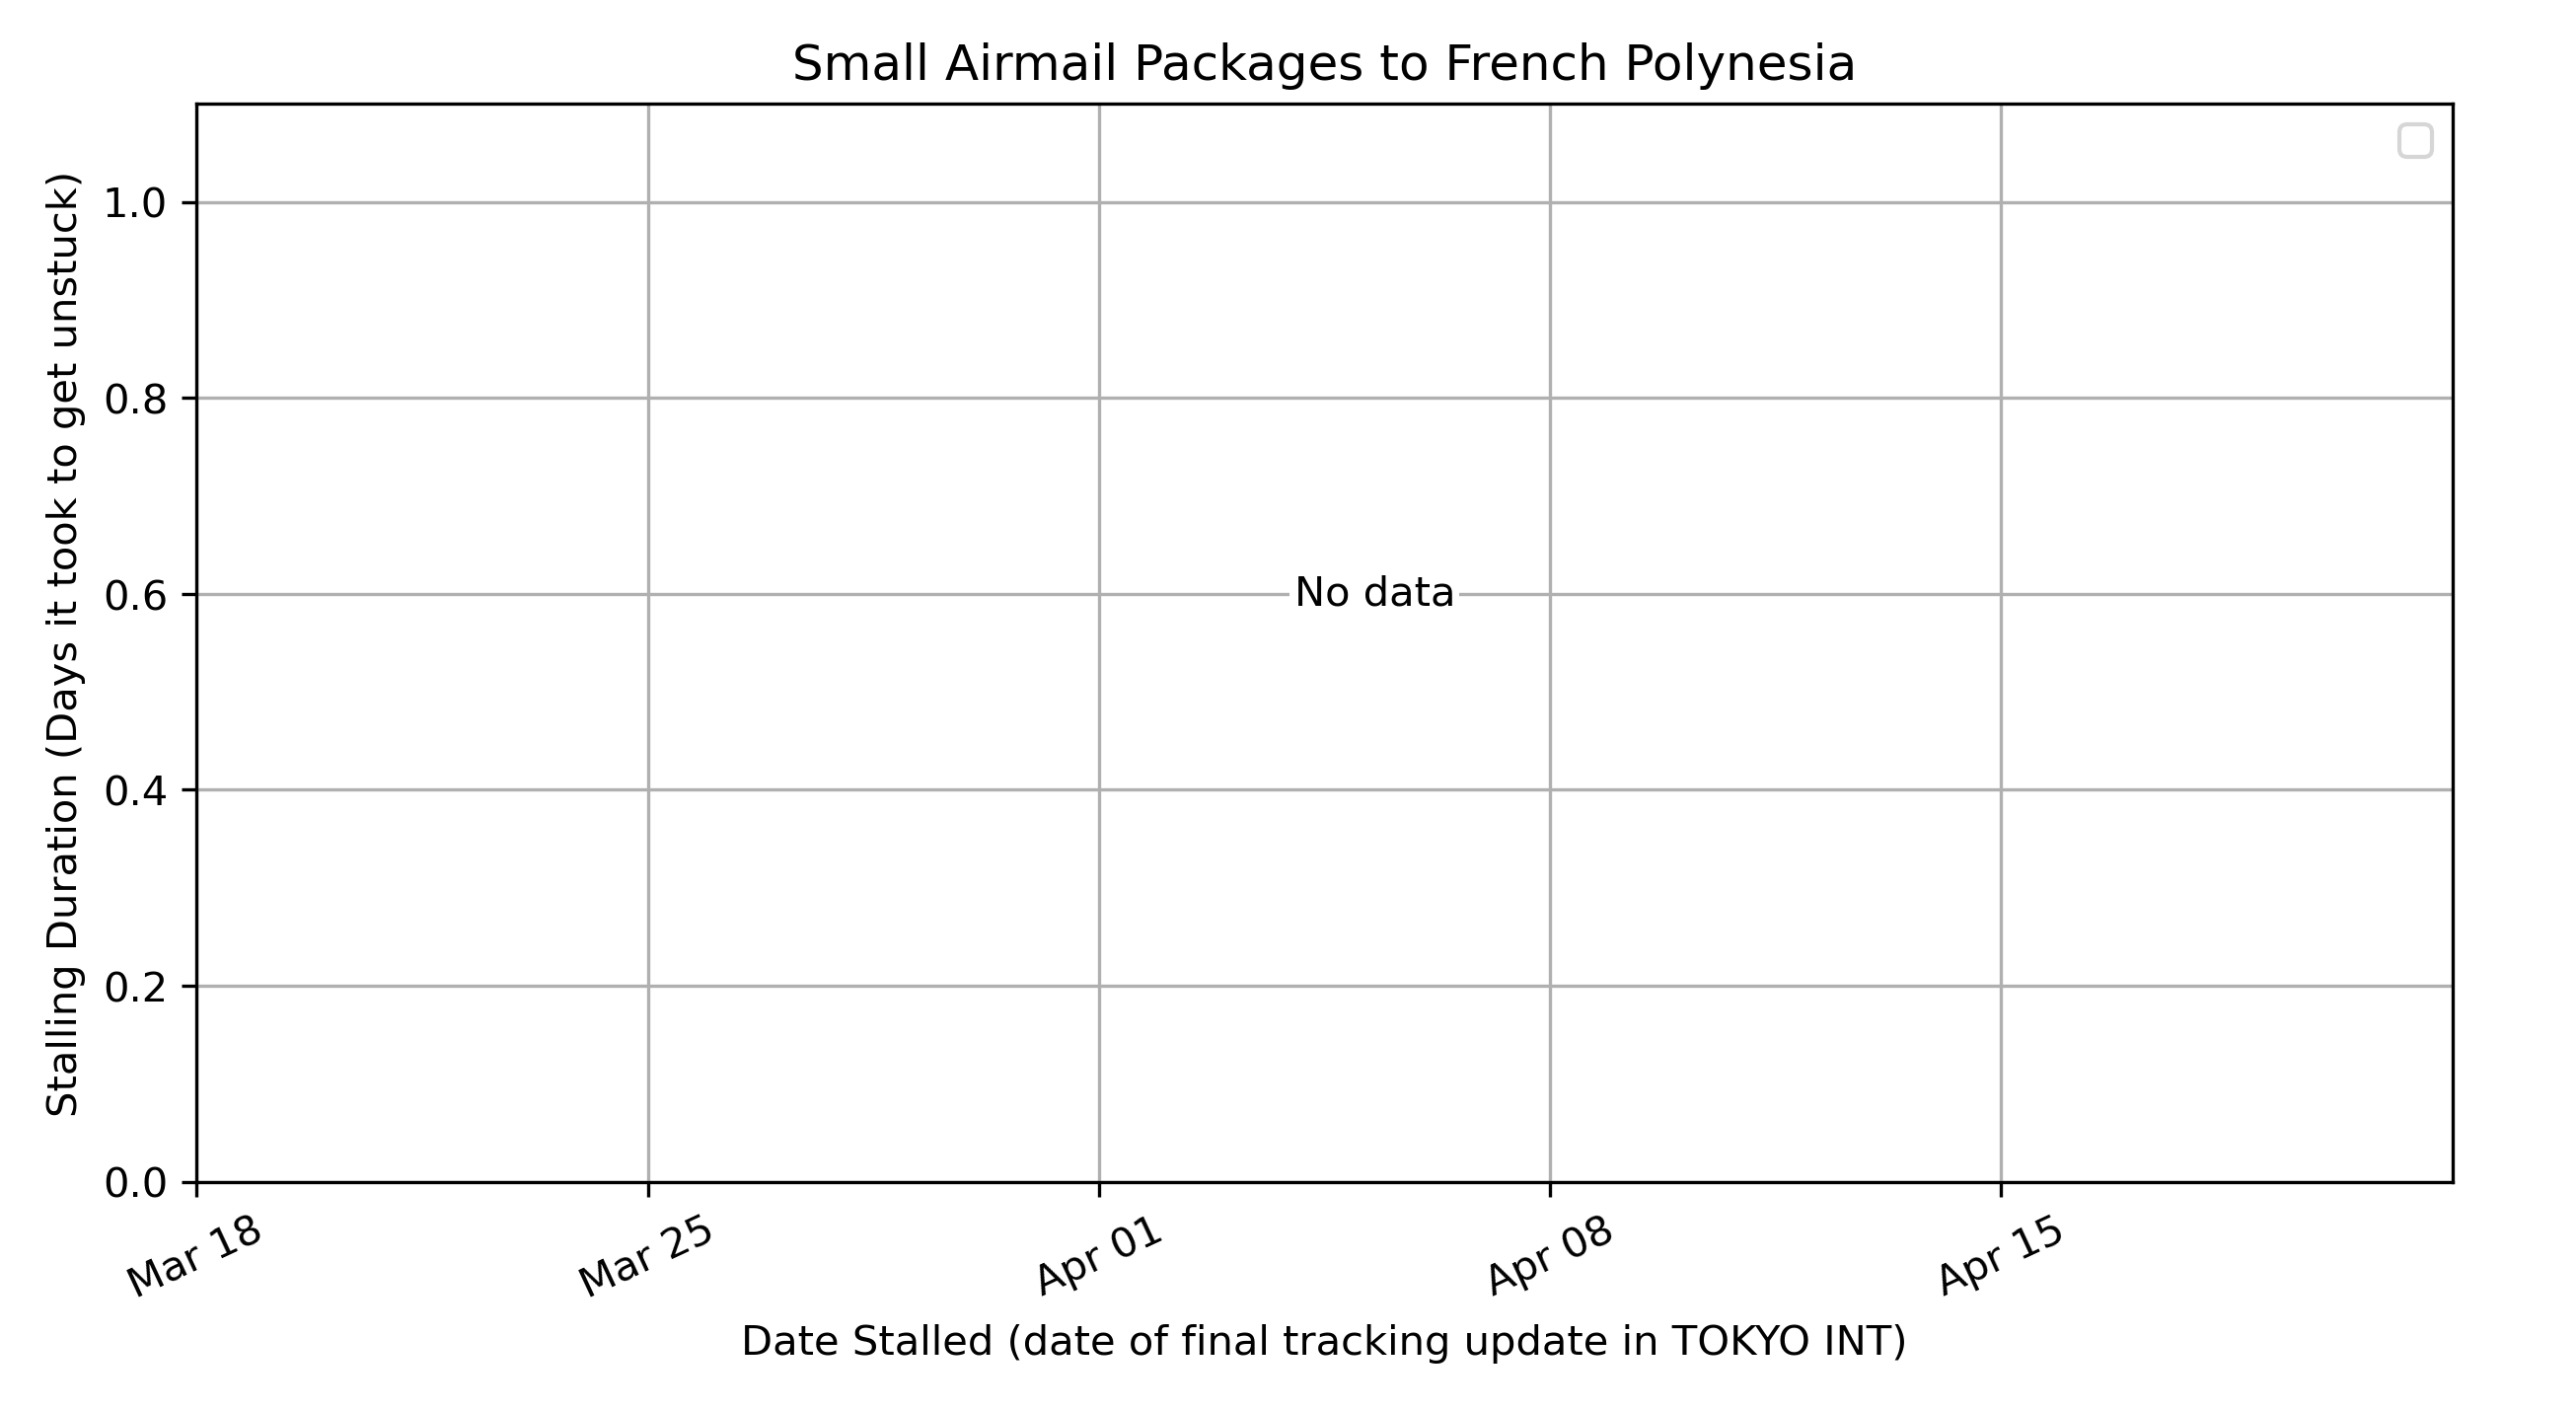 Small Airmail Packages to French Polynesia
Stalling Duration (Days it took to get unstuck)
1.0
0.8
0.6
0.4
0.2
0.0
No data
Mar 18
Mar 25
Apr 01
Apr 08
Apr 15
Date Stalled (date of final tracking update in TOKYO INT)